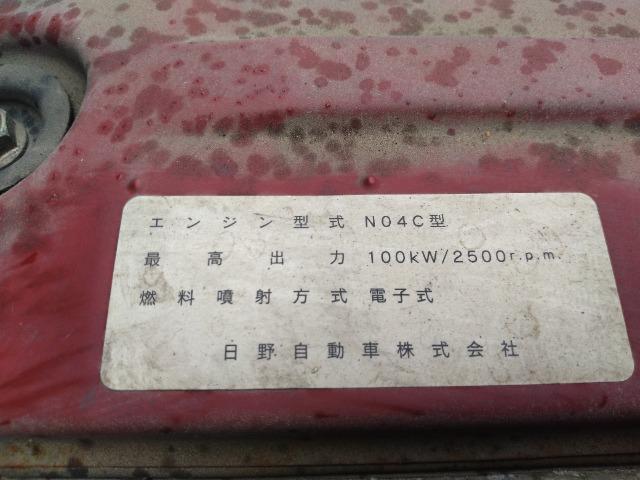 エンジン型式 N04C型
最高出力 100kW/2500r.p.m.
燃料噴射方式 電子式
日野自動車株式会社